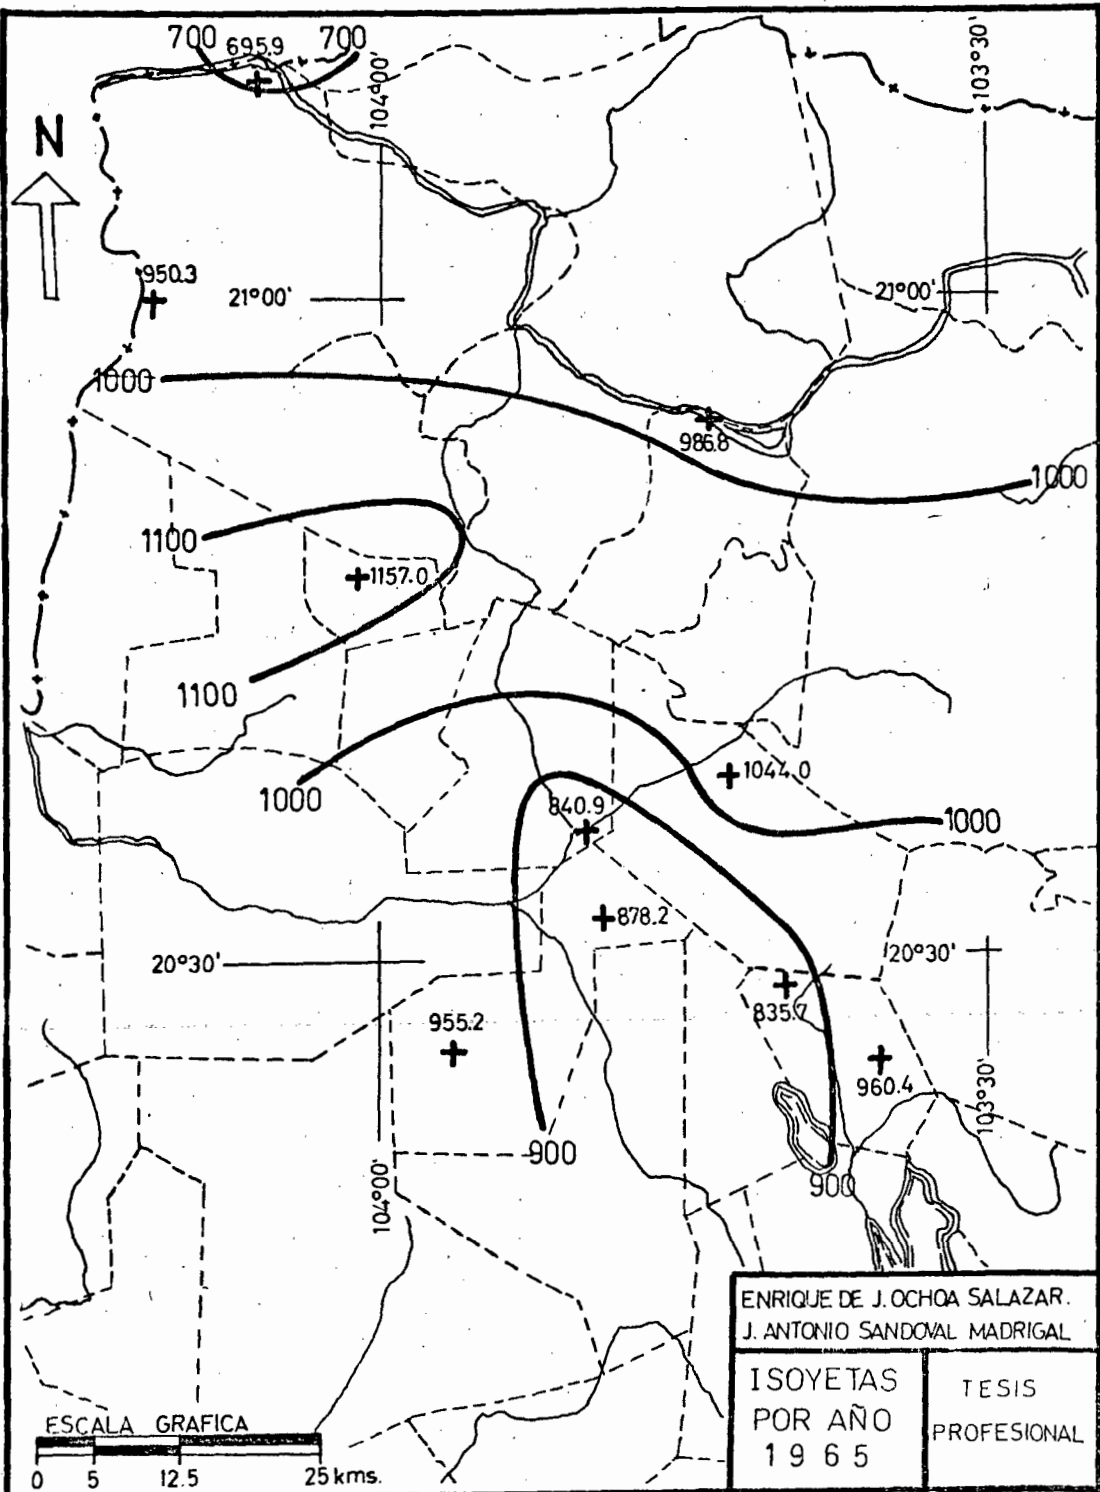 700 695.9 700
104°00'
103°30'
N
950.3
21°00'
21°00'
1000
986.8
1000
1100
1157.0
1100
1000
1044.0
840.9
1000
878.2
20°30'
20°30'
955.2
835.7
960.4
103°30'
900
104°00'
900
ENRIQUE DE J. OCHOA SALAZAR.
J. ANTONIO SANDOVAL MADRIGAL
ISOYETAS
POR AÑO
1965
TESIS
PROFESIONAL
ESCALA GRAFICA
0 5 12.5 25 kms.